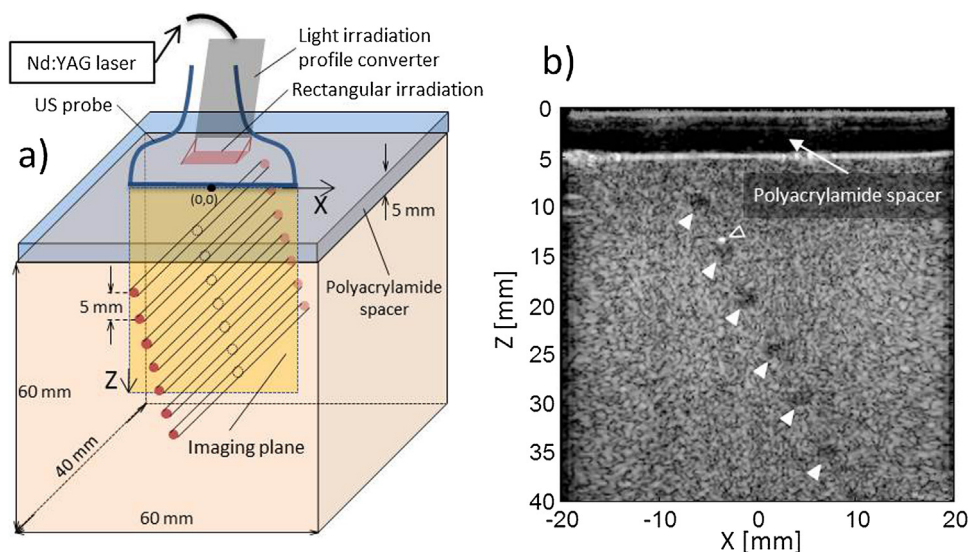 a)
Nd:YAG laser
Light irradiation
profile converter
Rectangular irradiation
US probe
(0,0)
X
5 mm
Polyacrylamide
spacer
5 mm
Z
60 mm
Imaging plane
40 mm
60 mm
b)
0
5
10
15
20
25
30
35
40
Z [mm]
Polyacrylamide spacer
-20
-10
0
10
20
X [mm]